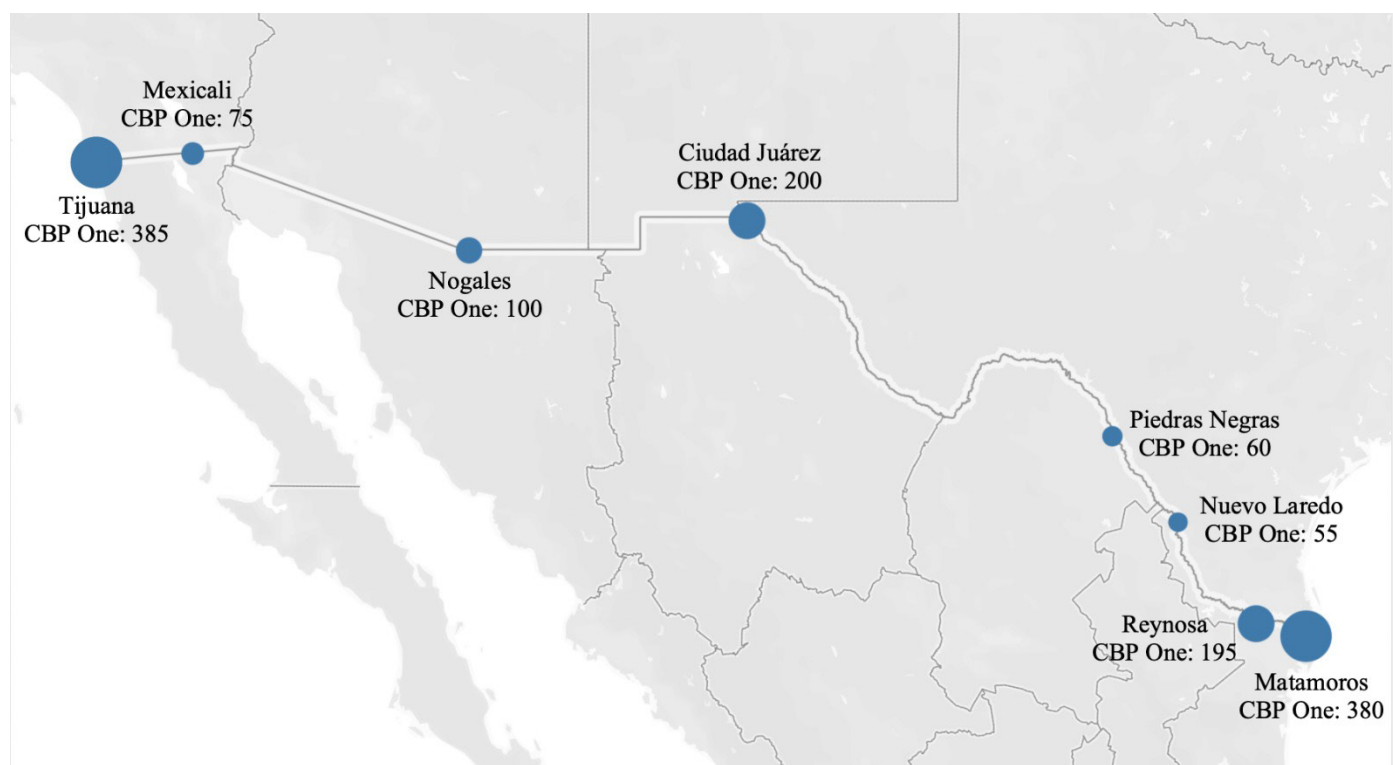 Mexicali
CBP One: 75
Tijuana
CBP One: 385
Nogales
CBP One: 100
Ciudad Juárez
CBP One: 200
Piedras Negras
CBP One: 60
Nuevo Laredo
CBP One: 55
Reynosa
CBP One: 195
Matamoros
CBP One: 380